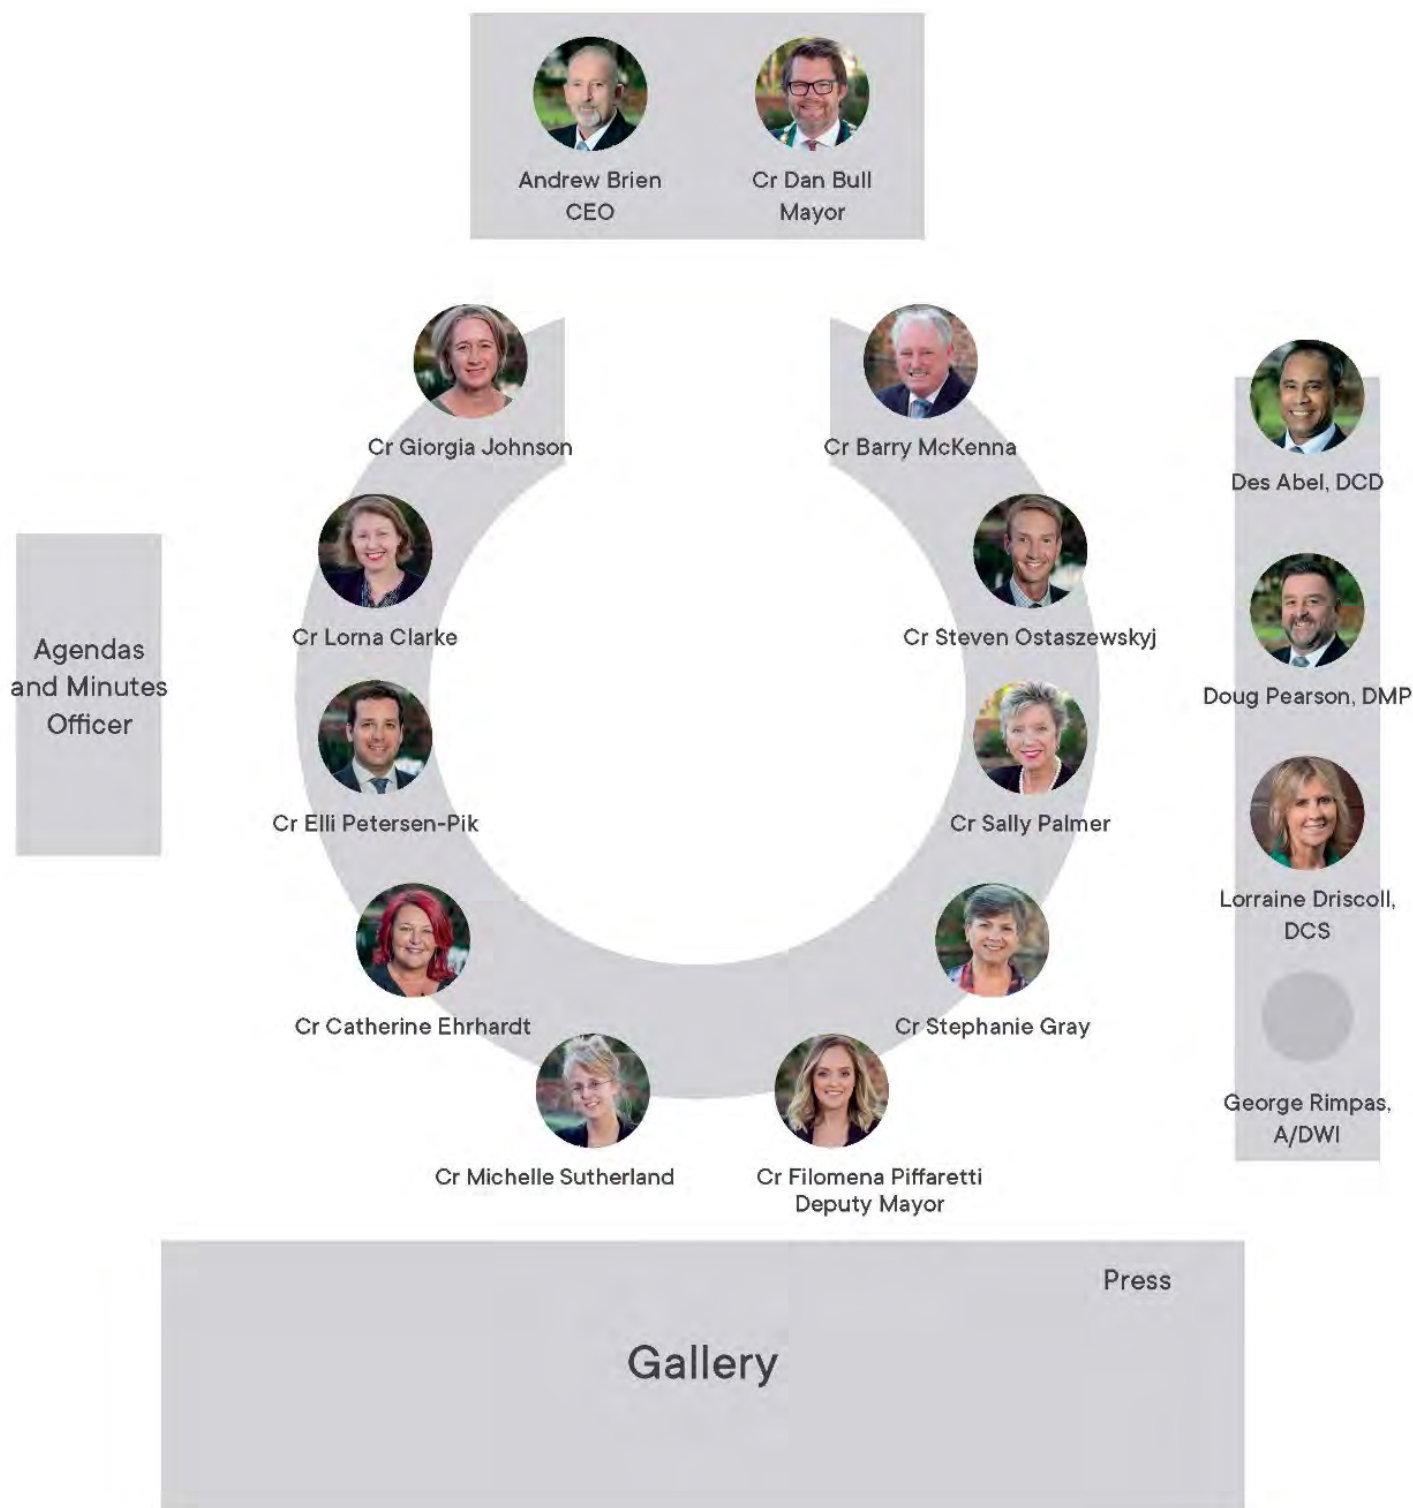 Andrew Brien
CEO
Cr Dan Bull
Mayor
Cr Giorgia Johnson
Cr Barry McKenna
Des Abel, DCD
Cr Lorna Clarke
Cr Steven Ostaszewskyj
Agendas
and Minutes
Officer
Doug Pearson, DMP
Cr Elli Petersen-Pik
Cr Sally Palmer
Lorraine Driscoll,
DCS
Cr Catherine Ehrhardt
Cr Stephanie Gray
George Rimpas,
A/DWI
Cr Michelle Sutherland
Cr Filomena Piffaretti
Deputy Mayor
Press
Gallery